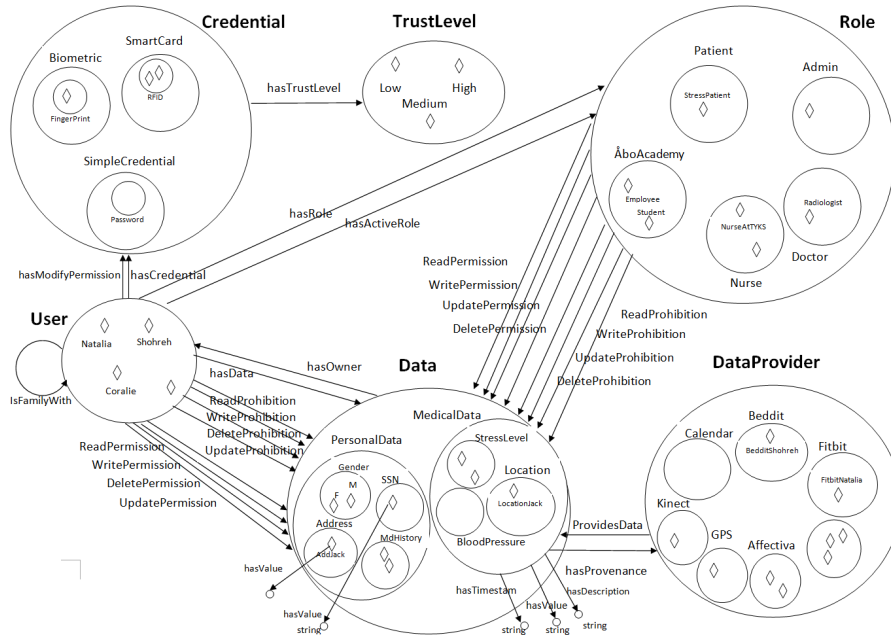 Credential
TrustLevel
Role
SmartCard
Biometric
RFID
FingerPrint
SimpleCredential
Password
hasTrustLevel
Low
High
Medium
Patient
Admin
StressPatient
ÅboAcademy
Employee
Student
Radiologist
NurseAtTYKS
Doctor
Nurse
hasRole
hasActiveRole
hasModifyPermission
hasCredential
ReadPermission
WritePermission
UpdatePermission
DeletePermission
ReadProhibition
WriteProhibition
UpdateProhibition
DeleteProhibition
User
Natalia
Shohreh
Coralie
IsFamilyWith
hasOwner
hasData
ReadProhibition
WriteProhibition
DeleteProhibition
UpdateProhibition
ReadPermission
WritePermission
DeletePermission
UpdatePermission
Data
MedicalData
PersonalData
StressLevel
Gender
M
F
SSN
Location
LocationJack
Address
AddJack
MdHistory
BloodPressure
DataProvider
Beddit
Calendar
BedditShohreh
Fitbit
FitbitNatalia
Kinect
GPS
Affectiva
ProvidesData
hasProvenance
hasValue
hasValue
string
hasTimestam
hasValue
hasDescription
string
string
string